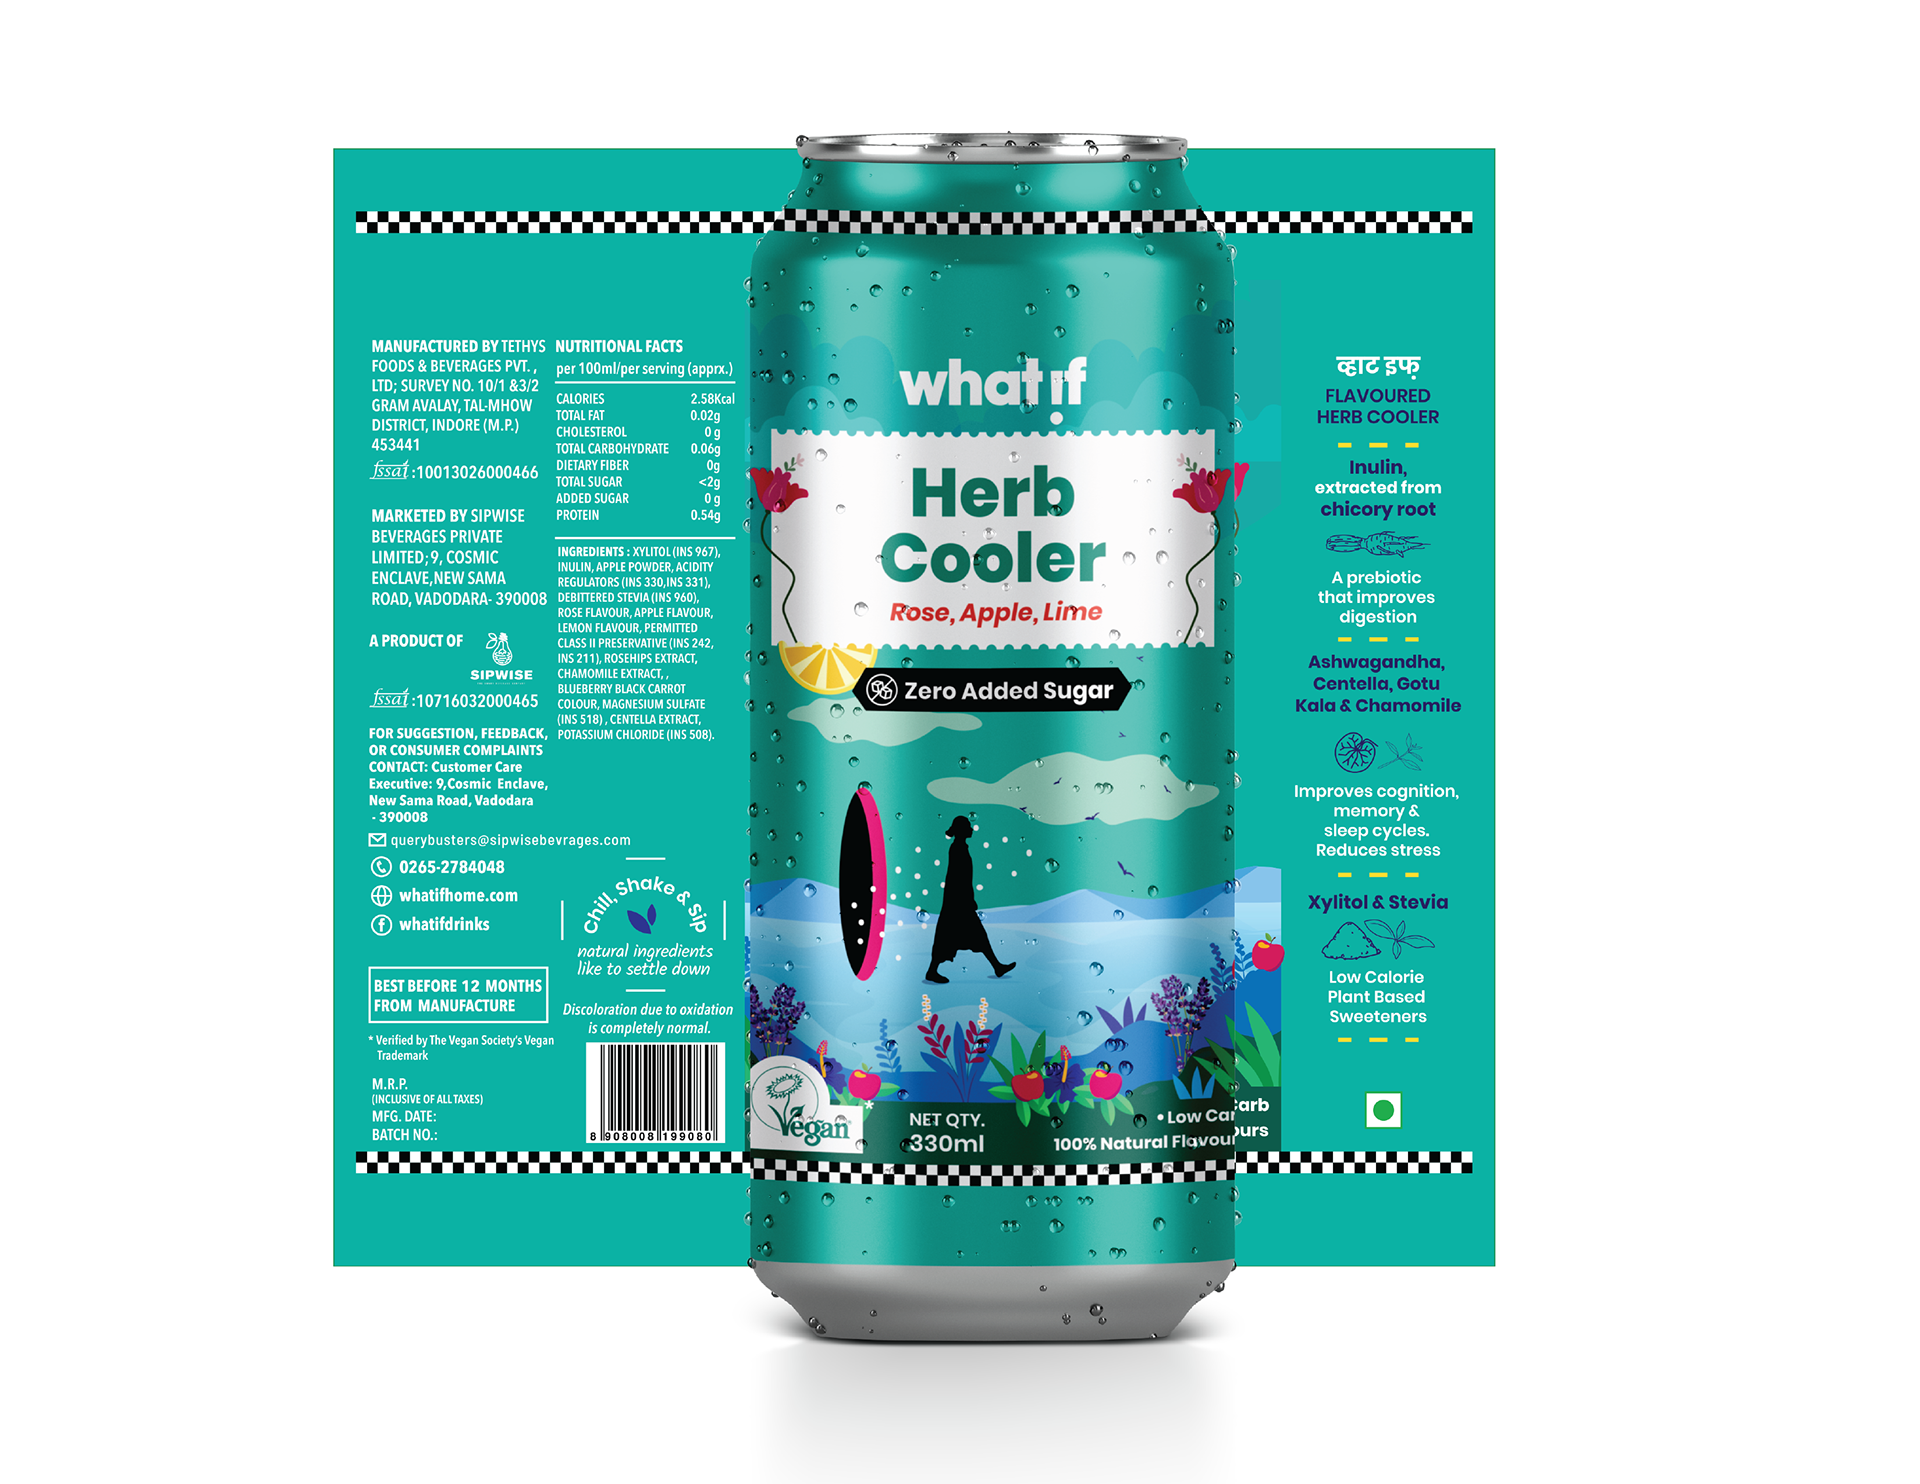 MANUFACTURED BY TETHYS
FOODS & BEVERAGES PVT. ,
LTD; SURVEY NO. 10/1 &3/2
GRAM AVALAY, TAL-MHOW
DISTRICT, INDORE (M.P.)
453441
fssai :10013026000466
MARKETED BY SIPWISE
BEVERAGES PRIVATE
LIMITED; 9, COSMIC
ENCLAVE,NEW SAMA
ROAD, VADODARA- 390008
A PRODUCT OF
SIPWISE
fssai :10716032000465
FOR SUGGESTION, FEEDBACK,
OR CONSUMER COMPLAINTS
CONTACT: Customer Care
Executive: 9,Cosmic Enclave,
New Sama Road, Vadodara
- 390008
querybusters@sipwisebevrages.com
0265-2784048
whatifhome.com
whatifdrinks
BEST BEFORE 12 MONTHS
FROM MANUFACTURE
* Verified by The Vegan Society's Vegan
Trademark
M.R.P.
(INCLUSIVE OF ALL TAXES)
MFG. DATE:
BATCH NO.:
NUTRITIONAL FACTS
per 100ml/per serving (apprx.)
CALORIES 2.58Kcal
TOTAL FAT 0.02g
CHOLESTEROL 0 g
TOTAL CARBOHYDRATE 0.06g
DIETARY FIBER 0g
TOTAL SUGAR <2g
ADDED SUGAR 0 g
PROTEIN 0.54g
INGREDIENTS : XYLITOL (INS 967),
INULIN, APPLE POWDER, ACIDITY
REGULATORS (INS 330,INS 331),
DEBITTERED STEVIA (INS 960),
ROSE FLAVOUR, APPLE FLAVOUR,
LEMON FLAVOUR, PERMITTED
CLASS II PRESERVATIVE (INS 242,
INS 211), ROSEHIPS EXTRACT,
CHAMOMILE EXTRACT, ,
BLUEBERRY BLACK CARROT
COLOUR, MAGNESIUM SULFATE
(INS 518) , CENTELLA EXTRACT,
POTASSIUM CHLORIDE (INS 508).
Chill, Shake & Sip
natural ingredients
like to settle down
Discoloration due to oxidation
is completely normal.
8 908008 199080
what if
Herb
Cooler
Rose, Apple, Lime
Zero Added Sugar
Vegan
*
NET QTY.
330ml
• Low Car
100% Natural Flavour
carb
ours
व्हाट इफ़
FLAVOURED
HERB COOLER
Inulin,
extracted from
chicory root
A prebiotic
that improves
digestion
Ashwagandha,
Centella, Gotu
Kala & Chamomile
Improves cognition,
memory &
sleep cycles.
Reduces stress
Xylitol & Stevia
Low Calorie
Plant Based
Sweeteners